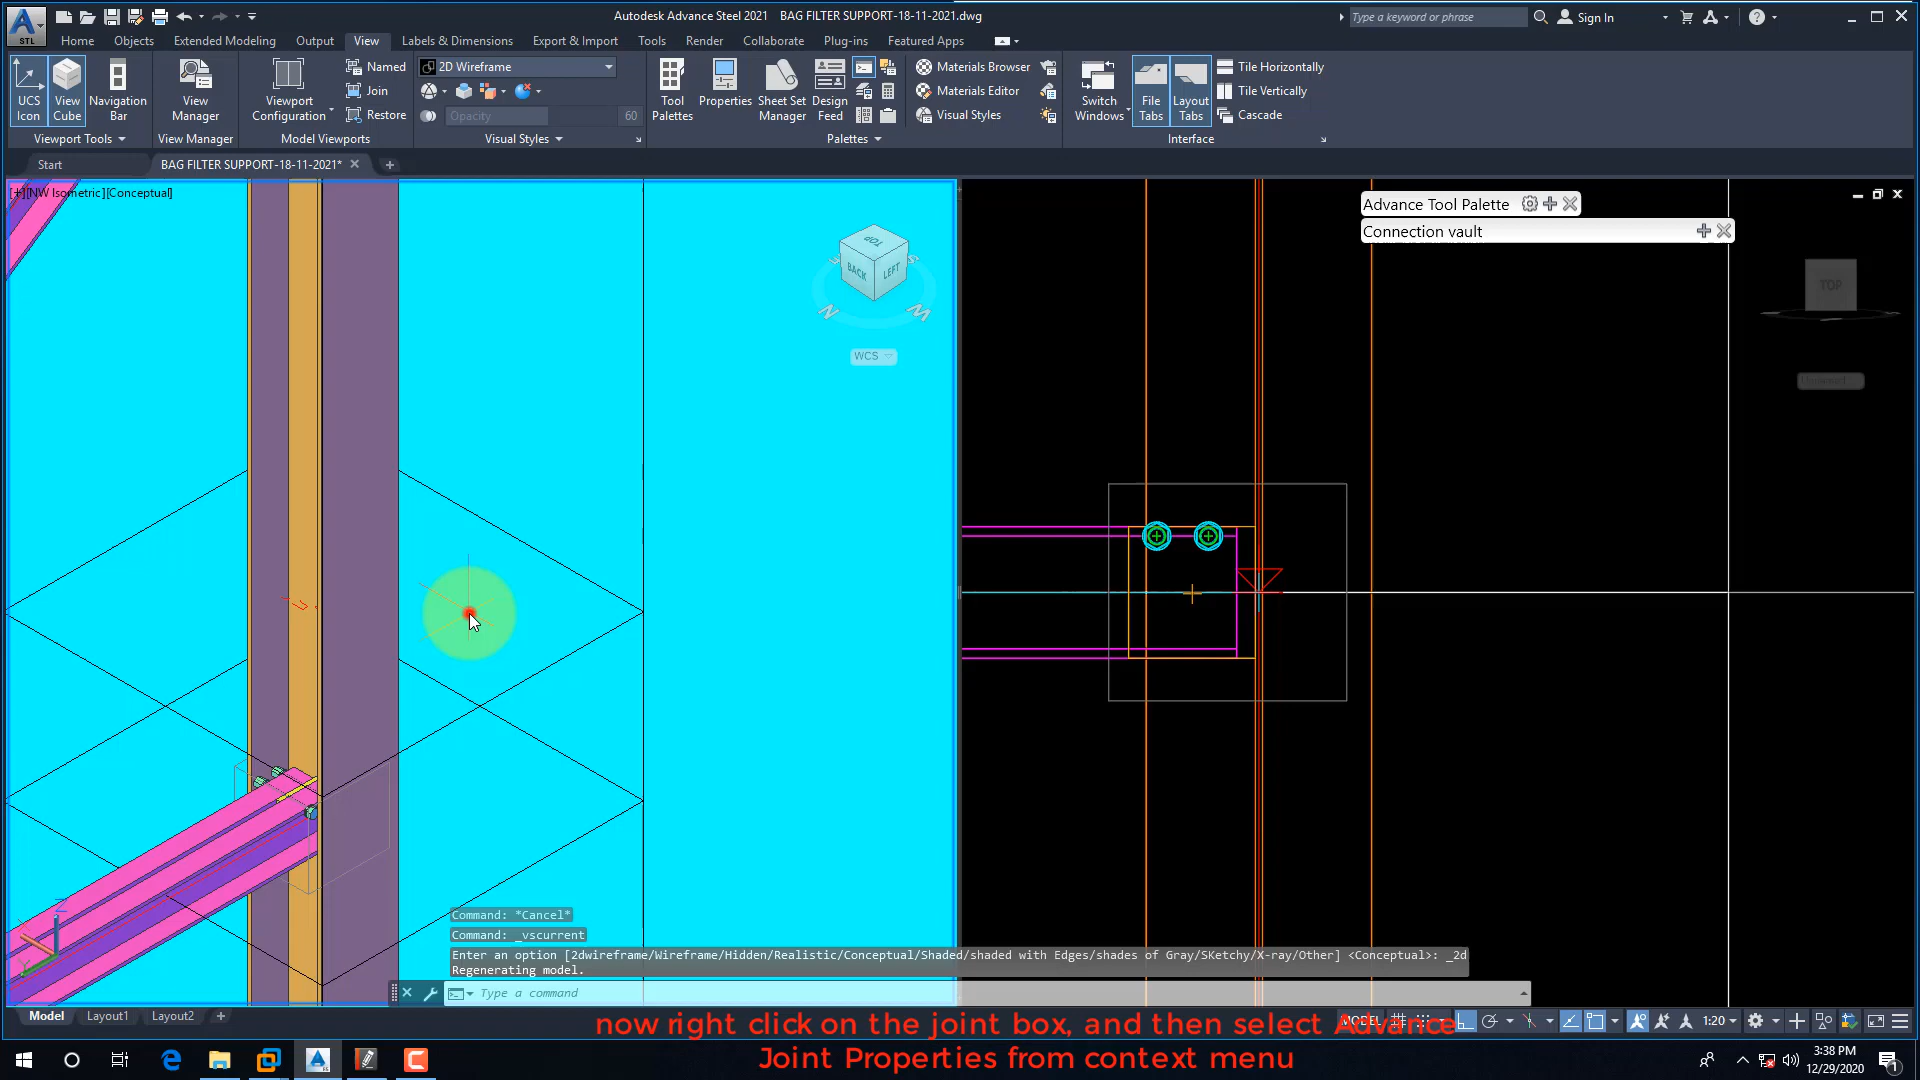 Autodesk Advance Steel 2021 BAG FILTER SUPPORT-18-11-2021.dwg
Type a keyword or phrase
Sign In
STL
Home Objects Extended Modeling Output View Labels & Dimensions Export & Import Tools Render Collaborate Plug-ins Featured Apps
UCS Icon
View Cube
Navigation Bar
Viewport Tools
View Manager
View Manager
Viewport Configuration
Named
Join
Restore
Model Viewports
2D Wireframe
Opacity 60
Visual Styles
Tool Palettes
Properties
Sheet Set Manager
Design Feed
Materials Browser
Materials Editor
Visual Styles
Palettes
Switch Windows
File Tabs
Layout Tabs
Tile Horizontally
Tile Vertically
Cascade
Interface
Start
BAG FILTER SUPPORT-18-11-2021*
[+][NW Isometric][Conceptual]
Advance Tool Palette
Connection vault
TOP
BACK
LEFT
N
W
WCS
TOP
Command: *Cancel*
Command: _vscurrent
Enter an option [2dwireframe/Wireframe/Hidden/Realistic/Conceptual/Shaded/shaded with Edges/shades of Gray/SKetchy/X-ray/Other] <Conceptual>: _2d
Regenerating model.
Type a command
Model Layout1 Layout2
MODEL
1:20
now right click on the joint box, and then select Advance
Joint Properties from context menu
3:38 PM
12/29/2020